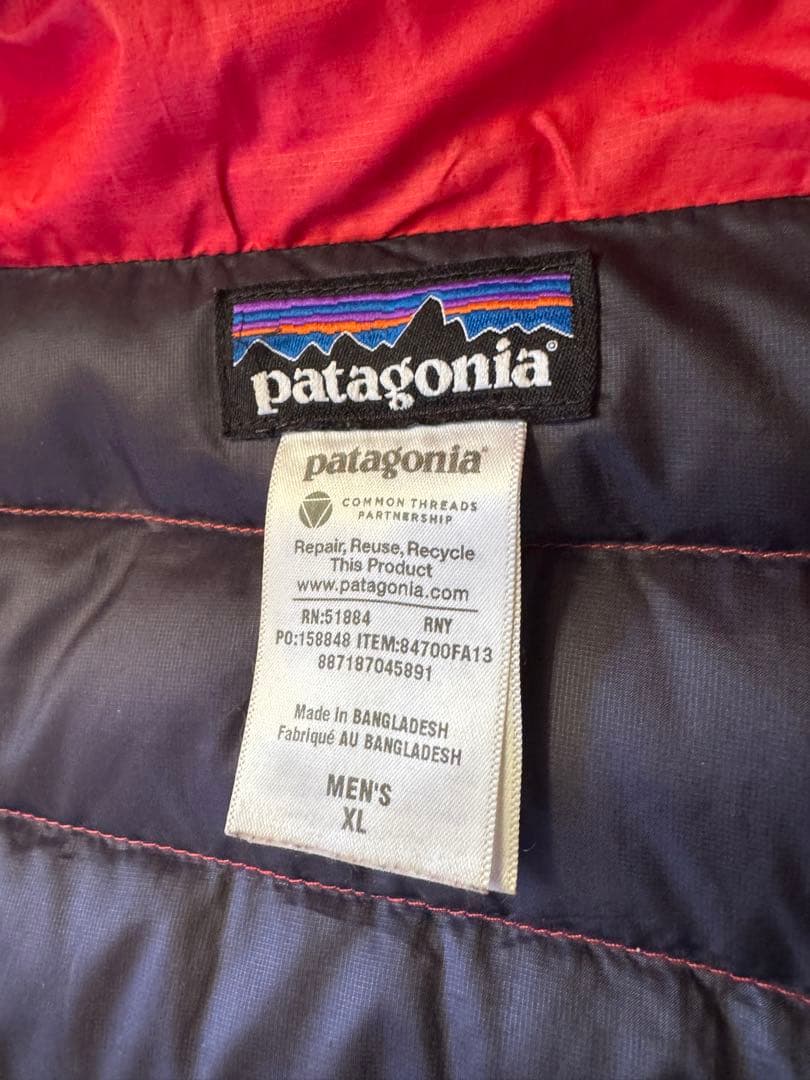 patagonia®
patagonia®
COMMON THREADS
PARTNERSHIP
Repair, Reuse, Recycle
This Product
www.patagonia.com
RN:51884 RNY
PO:158848 ITEM:84700FA13
887187045891
Made in BANGLADESH
Fabriqué AU BANGLADESH
MEN'S
XL